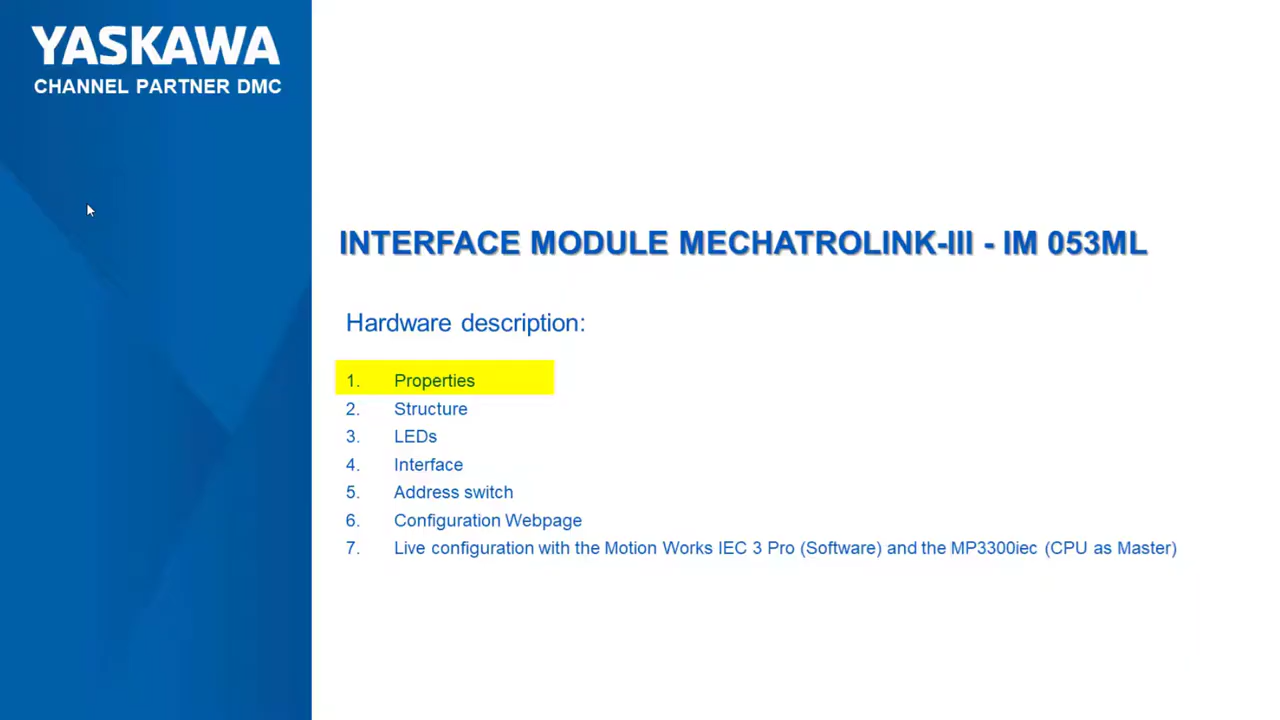 YASKAWA
CHANNEL PARTNER DMC
INTERFACE MODULE MECHATROLINK-III - IM 053ML
Hardware description:
1. Properties
2. Structure
3. LEDs
4. Interface
5. Address switch
6. Configuration Webpage
7. Live configuration with the Motion Works IEC 3 Pro (Software) and the MP3300iec (CPU as Master)